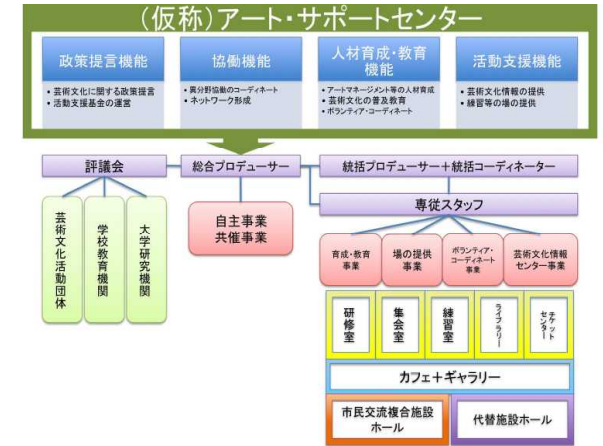 (仮称)アート・サポートセンター
政策提言機能
・芸術文化に関する政策提言
・活動支援基金の運営
協働機能
・異分野協働のコーディネート
・ネットワーク形成
人材育成・教育
機能
・アートマネージメント等の人材育成
・芸術文化の普及教育
・ボランティア・コーディネート
活動支援機能
・芸術文化情報の提供
・練習等の場の提供
評議会
総合プロデューサー
統括プロデューサー+統括コーディネーター
専従スタッフ
芸術文化活動団体
学校教育機関
大学研究機関
自主事業
共催事業
育成・教育
事業
場の提供
事業
ボランティア・
コーディネート
事業
芸術文化情報
センター事業
研修室
集会室
練習室
ライブラリー
チケット
センター
カフェ+ギャラリー
市民交流複合施設
ホール
代替施設ホール